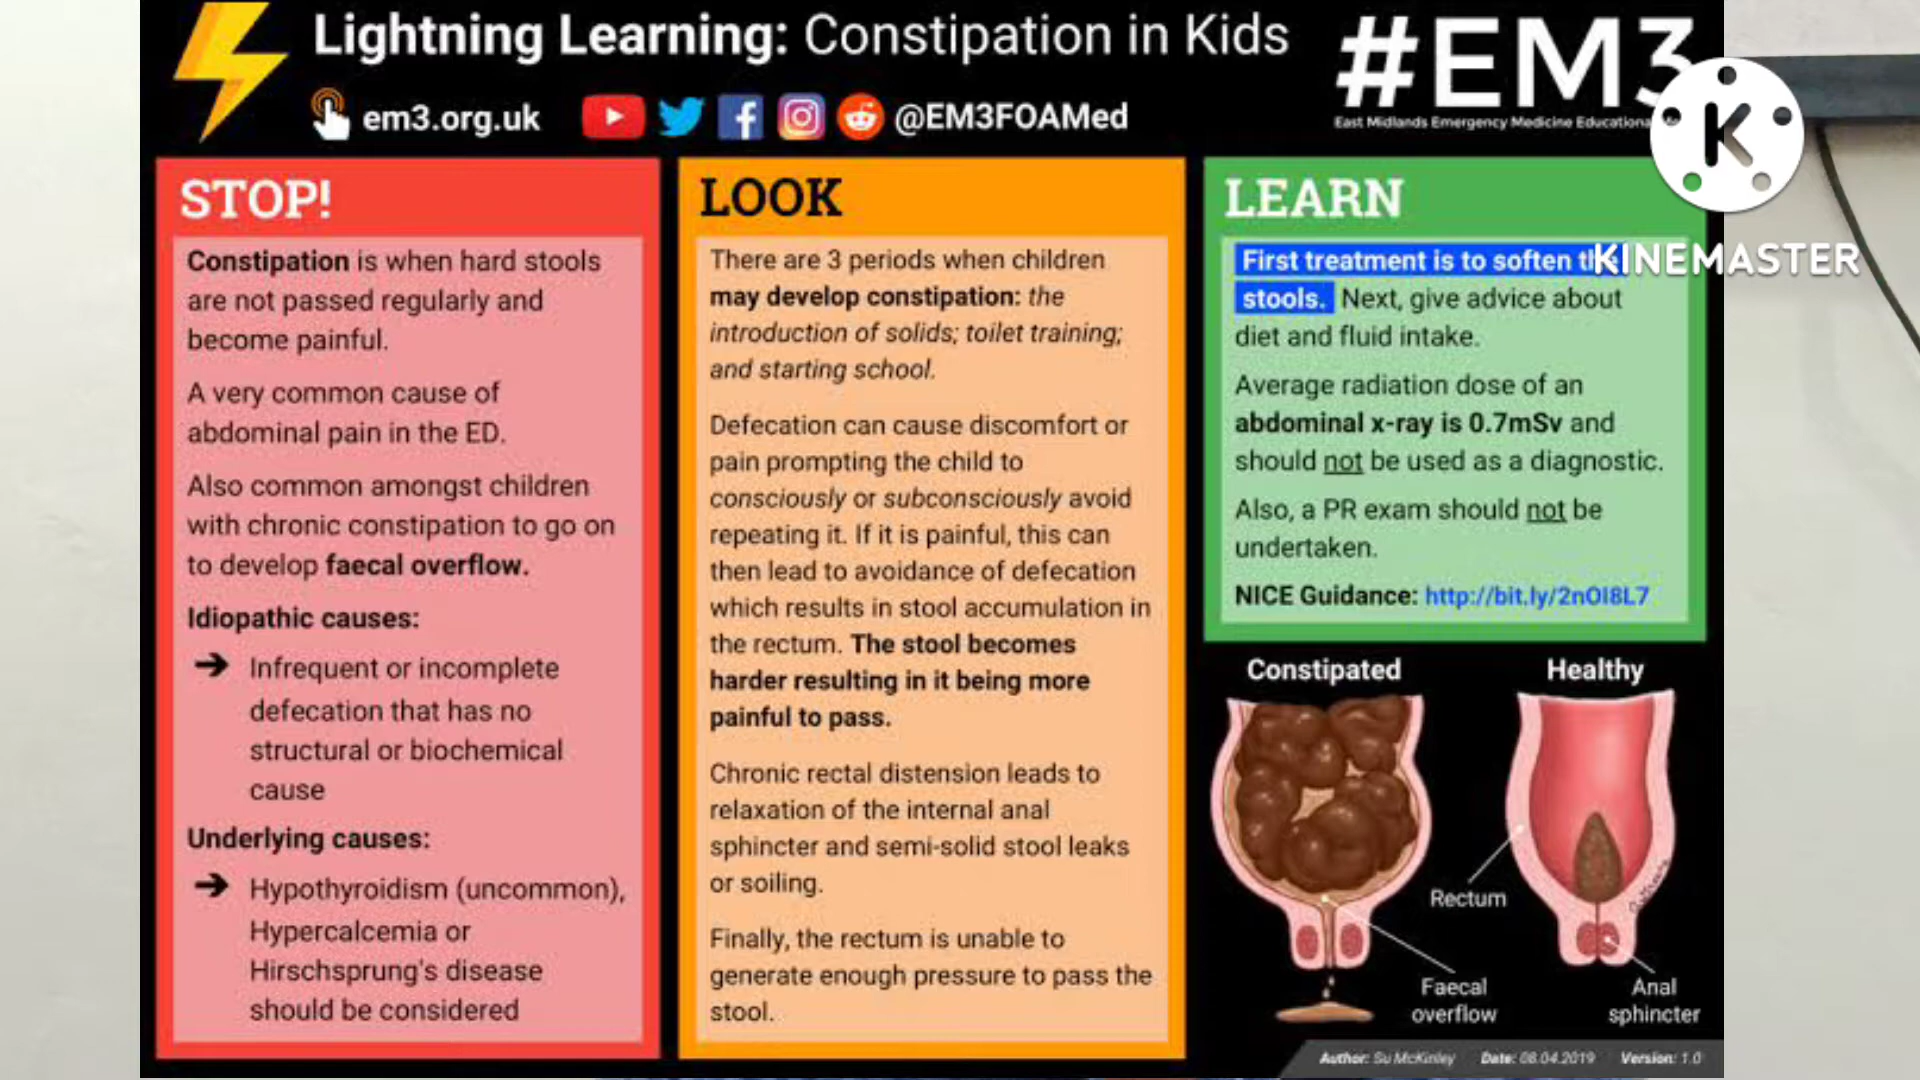 Lightning Learning: Constipation in Kids
em3.org.uk
@EM3FOAMed
#EM3
East Midlands Emergency Medicine Educational
K
KINEMASTER
STOP!
Constipation is when hard stools
are not passed regularly and
become painful.
A very common cause of
abdominal pain in the ED.
Also common amongst children
with chronic constipation to go on
to develop faecal overflow.
Idiopathic causes:
➔ Infrequent or incomplete
defecation that has no
structural or biochemical
cause
Underlying causes:
➔ Hypothyroidism (uncommon),
Hypercalcemia or
Hirschsprung's disease
should be considered
LOOK
There are 3 periods when children
may develop constipation: the
introduction of solids; toilet training;
and starting school.
Defecation can cause discomfort or
pain prompting the child to
consciously or subconsciously avoid
repeating it. If it is painful, this can
then lead to avoidance of defecation
which results in stool accumulation in
the rectum. The stool becomes
harder resulting in it being more
painful to pass.
Chronic rectal distension leads to
relaxation of the internal anal
sphincter and semi-solid stool leaks
or soiling.
Finally, the rectum is unable to
generate enough pressure to pass the
stool.
LEARN
First treatment is to soften the
stools. Next, give advice about
diet and fluid intake.
Average radiation dose of an
abdominal x-ray is 0.7mSv and
should not be used as a diagnostic.
Also, a PR exam should not be
undertaken.
NICE Guidance: http://bit.ly/2nOI8L7
Constipated
Healthy
Rectum
Faecal
overflow
Anal
sphincter
Author: Su McKinley Date: 08.04.2019 Version: 1.0